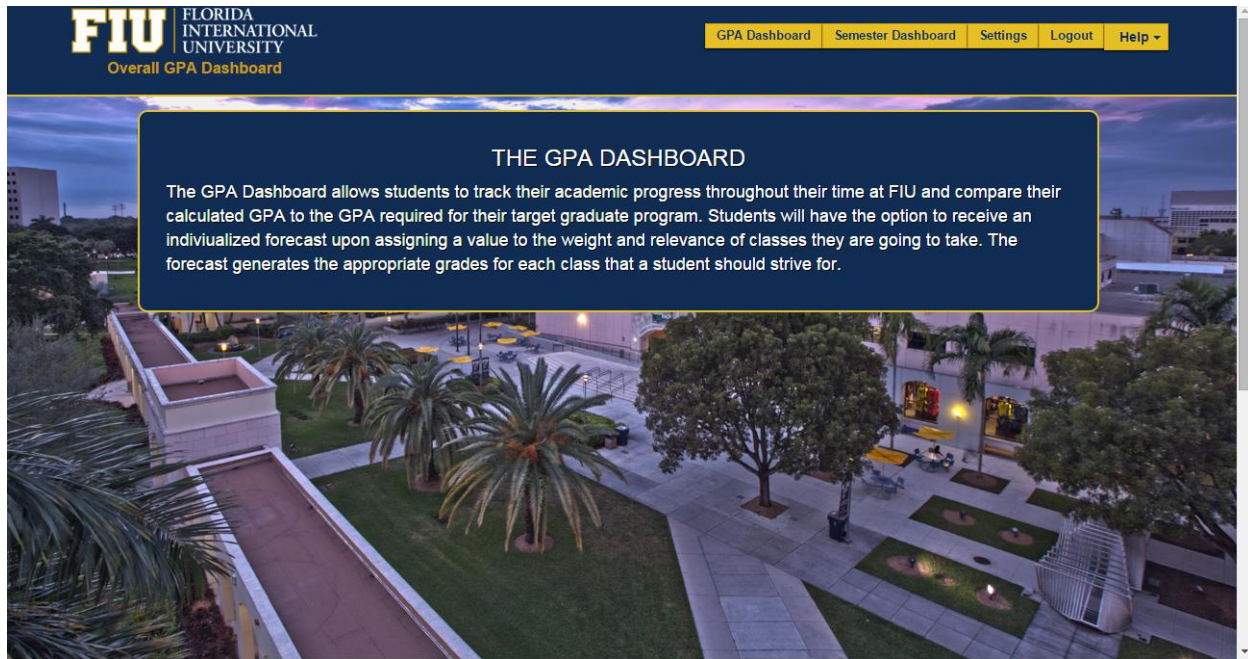 FIU
FLORIDA
INTERNATIONAL
UNIVERSITY
Overall GPA Dashboard
GPA Dashboard
Semester Dashboard
Settings
Logout
Help
THE GPA DASHBOARD
The GPA Dashboard allows students to track their academic progress throughout their time at FIU and compare their
calculated GPA to the GPA required for their target graduate program. Students will have the option to receive an
indiviualized forecast upon assigning a value to the weight and relevance of classes they are going to take. The
forecast generates the appropriate grades for each class that a student should strive for.